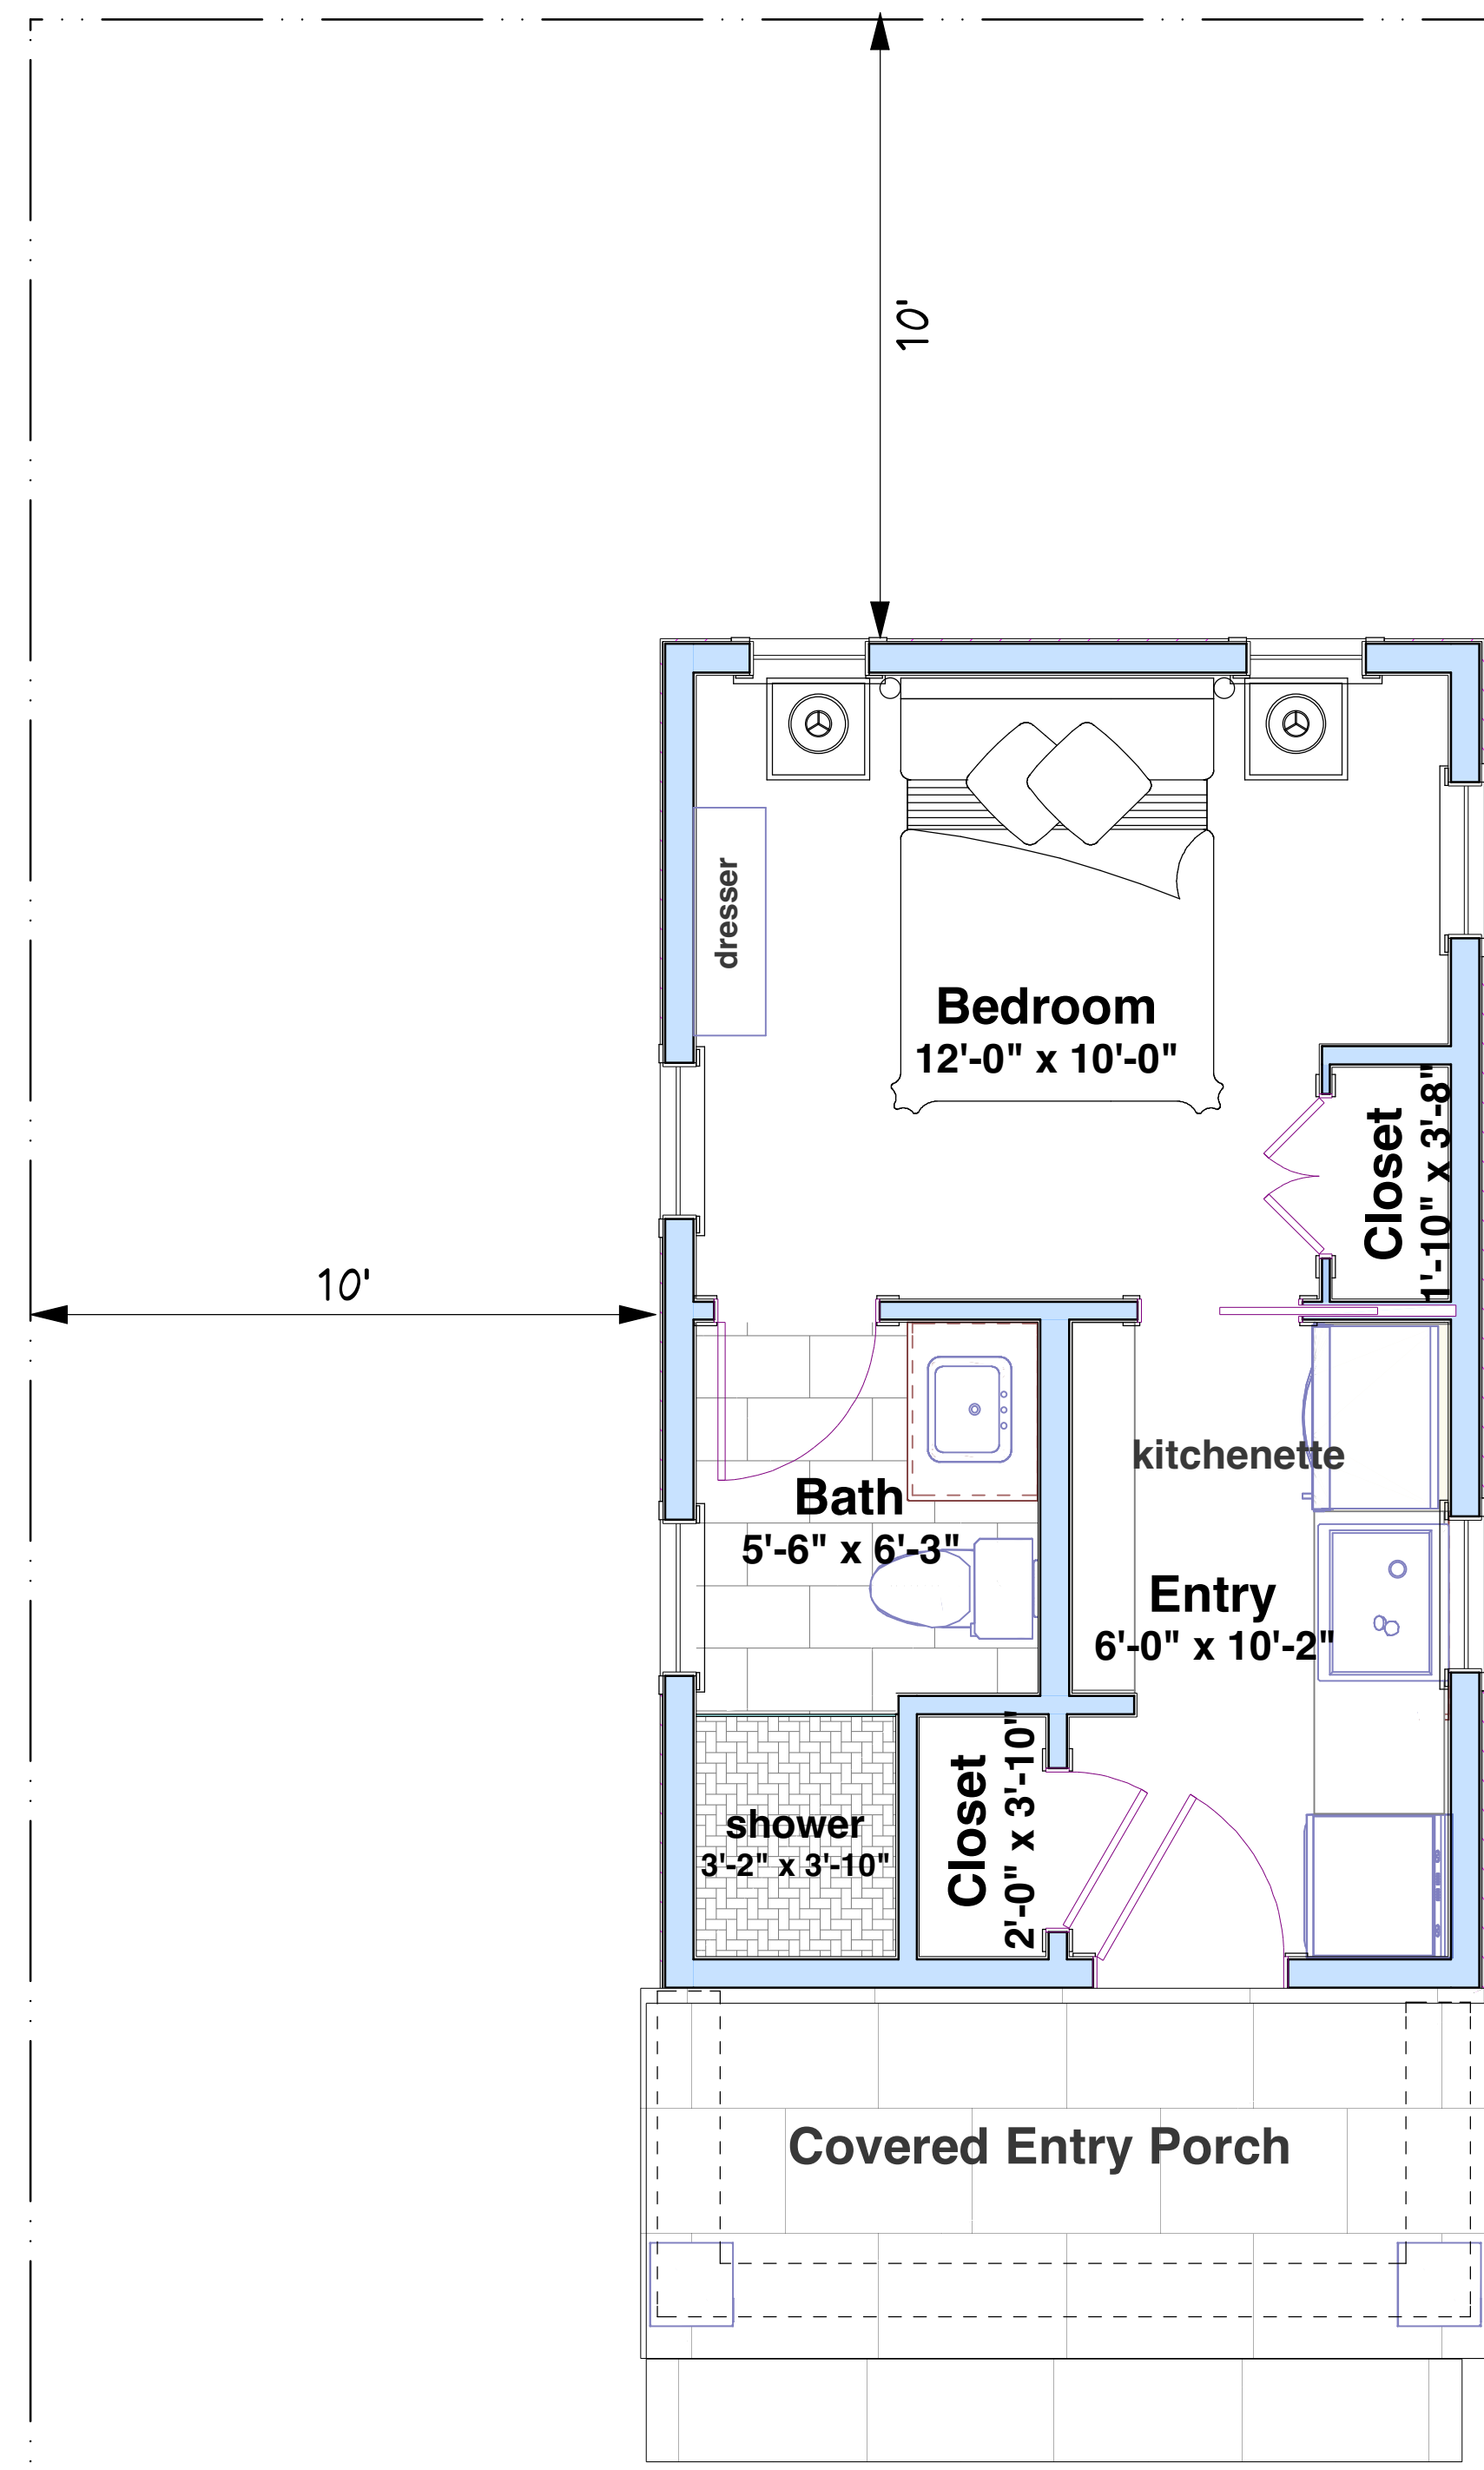 10'
dresser
Bedroom
12'-0" x 10'-0"
Closet
1'-10" x 3'-8"
10'
kitchenette
Bath
5'-6" x 6'-3"
Entry
6'-0" x 10'-2"
Closet
2'-0" x 3'-10"
shower
3'-2" x 3'-10"
Covered Entry Porch